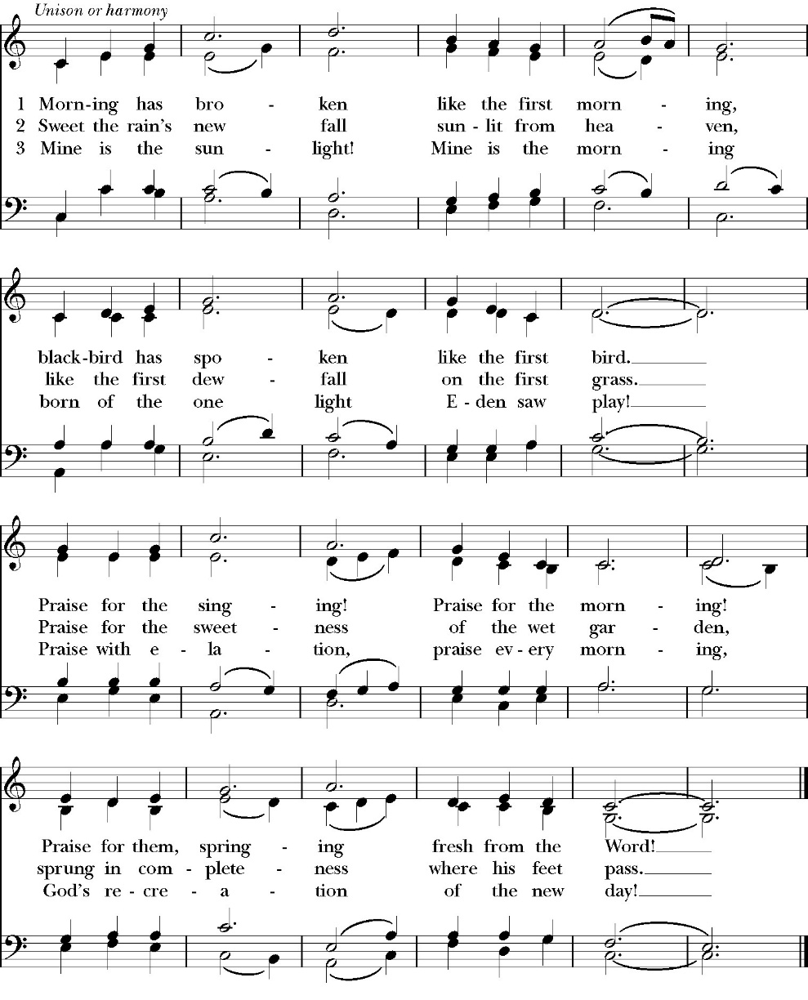 Unison or harmony
1 Morn-ing has bro - ken like the first morn - ing,
2 Sweet the rain's new fall sun - lit from hea - ven,
3 Mine is the sun - light! Mine is the morn - ing
black-bird has spo - ken like the first bird.
like the first dew - fall on the first grass.
born of the one light E - den saw play!
Praise for the sing - ing! Praise for the morn - ing!
Praise for the sweet - ness of the wet gar - den,
Praise with e - la - tion, praise ev - ery morn - ing,
Praise for them, spring - ing fresh from the Word!
sprung in com - plete - ness where his feet pass.
God's re - cre - a - tion of the new day!